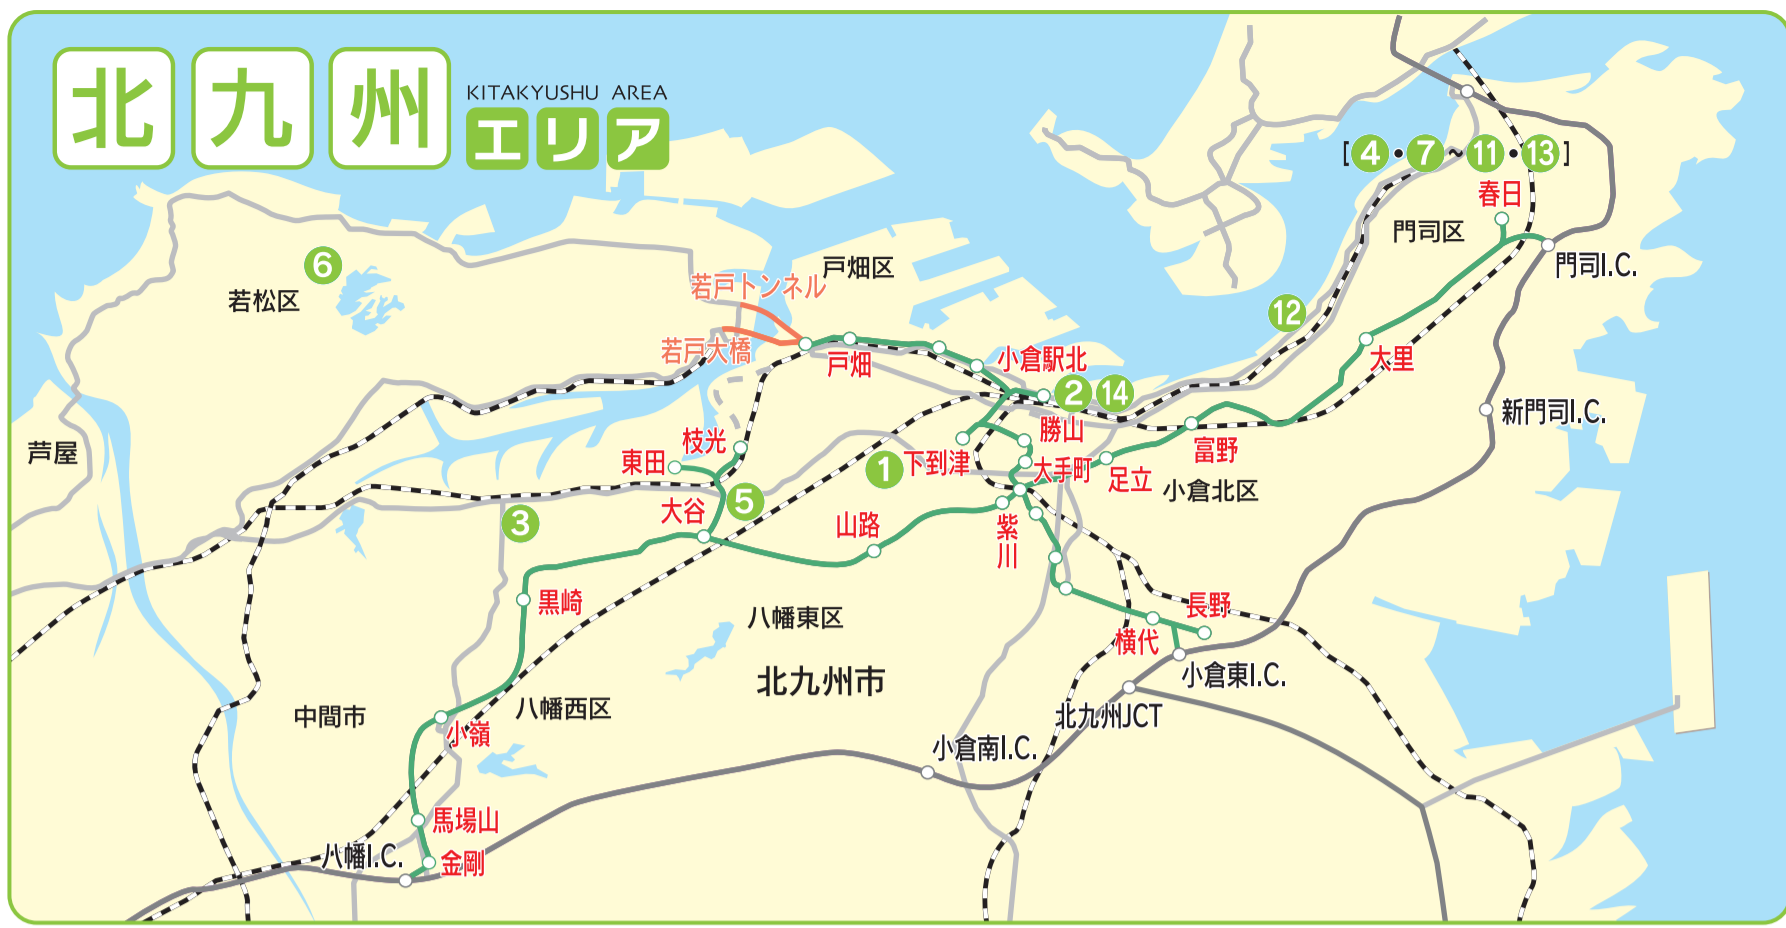 北九州
KITAKYUSHU AREA
エリア
[4・7~11・13]
春日
門司区
門司I.C.
6
若松区
戸畑区
若戸トンネル
若戸大橋
12
戸畑
小倉駅北
大里
2 14
新門司I.C.
芦屋
枝光
東田
勝山
富野
1
下到津
大手町
足立
小倉北区
5
大谷
3
山路
紫川
黒崎
八幡東区
長野
横代
北九州市
小倉東I.C.
中間市
八幡西区
北九州JCT
小嶺
小倉南I.C.
馬場山
八幡I.C.
金剛